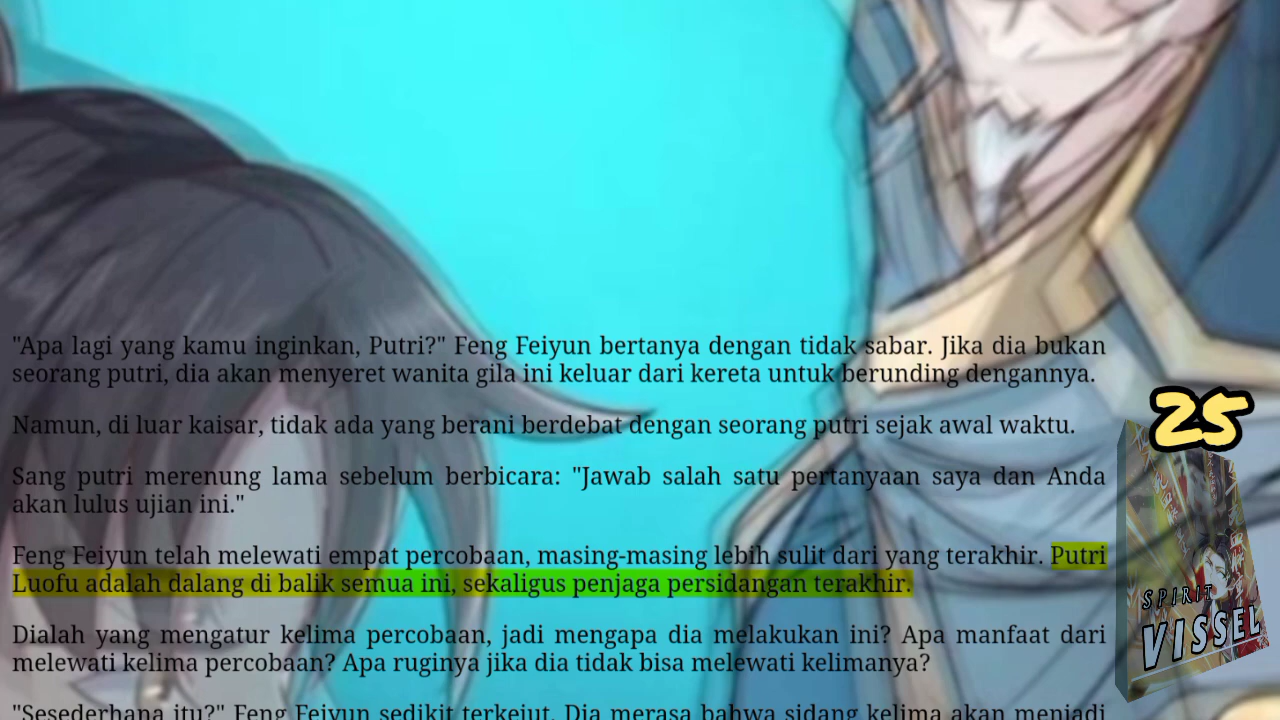 "Apa lagi yang kamu inginkan, Putri?" Feng Feiyun bertanya dengan tidak sabar. Jika dia bukan
seorang putri, dia akan menyeret wanita gila ini keluar dari kereta untuk berunding dengannya.
Namun, di luar kaisar, tidak ada yang berani berdebat dengan seorang putri sejak awal waktu.
Sang putri merenung lama sebelum berbicara: "Jawab salah satu pertanyaan saya dan Anda
akan lulus ujian ini."
Feng Feiyun telah melewati empat percobaan, masing-masing lebih sulit dari yang terakhir. Putri
Luofu adalah dalang di balik semua ini, sekaligus penjaga persidangan terakhir.
Dialah yang mengatur kelima percobaan, jadi mengapa dia melakukan ini? Apa manfaat dari
melewati kelima percobaan? Apa ruginya jika dia tidak bisa melewati kelimanya?
"Sesederhana itu?" Feng Feiyun sedikit terkejut. Dia merasa bahwa sidang kelima akan menjadi
25
SPIRIT
VISSEL